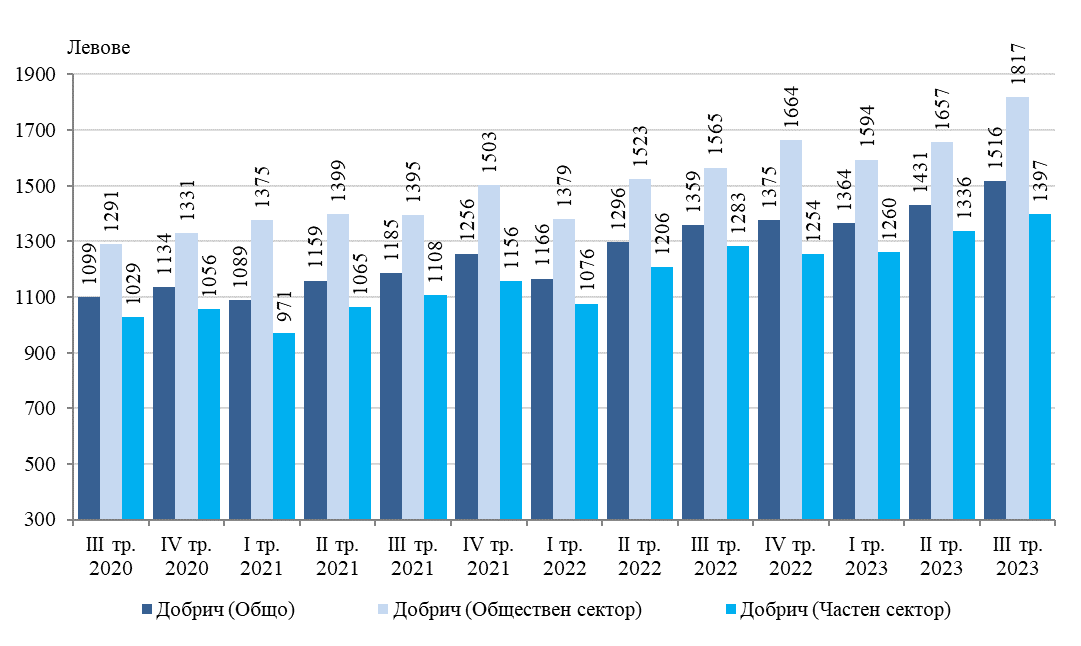 Левове
1900
1700
1500
1300
1100
900
700
500
300
1099 1291 1029
1134 1331 1056
1089 1375 971
1159 1399 1065
1185 1395 1108
1256 1503 1156
1166 1379 1076
1296 1523 1206
1359 1565 1283
1375 1664 1254
1364 1594 1260
1431 1657 1336
1516 1817 1397
III тр. IV тр. I тр. II тр. III тр. IV тр. I тр. II тр. III тр. IV тр. I тр. II тр. III тр.
2020 2020 2021 2021 2021 2021 2022 2022 2022 2022 2023 2023 2023
Добрич (Общо) Добрич (Обществен сектор) Добрич (Частен сектор)